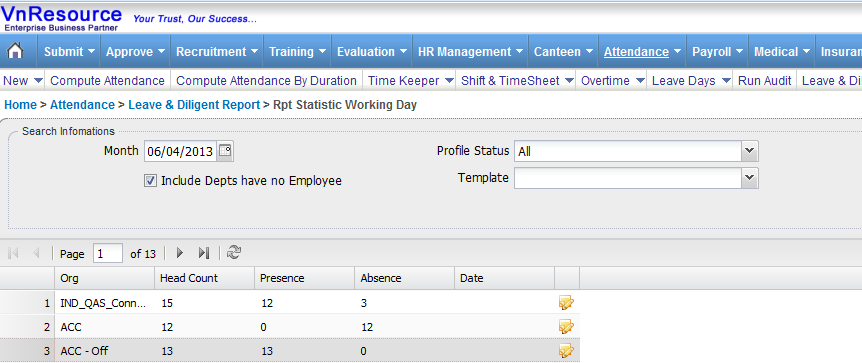 VnResource Your Trust, Our Success...
Enterprise Business Partner
Submit Approve Recruitment Training Evaluation HR Management Canteen Attendance Payroll Medical Insuran
New Compute Attendance Compute Attendance By Duration Time Keeper Shift & TimeSheet Overtime Leave Days Run Audit Leave & Dil
Home > Attendance > Leave & Diligent Report > Rpt Statistic Working Day
Search Infomations
Month 06/04/2013 Profile Status All
Include Depts have no Employee Template
Page 1 of 13
Org Head Count Presence Absence Date
1 IND_QAS_Conn... 15 12 3
2 ACC 12 0 12
3 ACC - Off 13 13 0